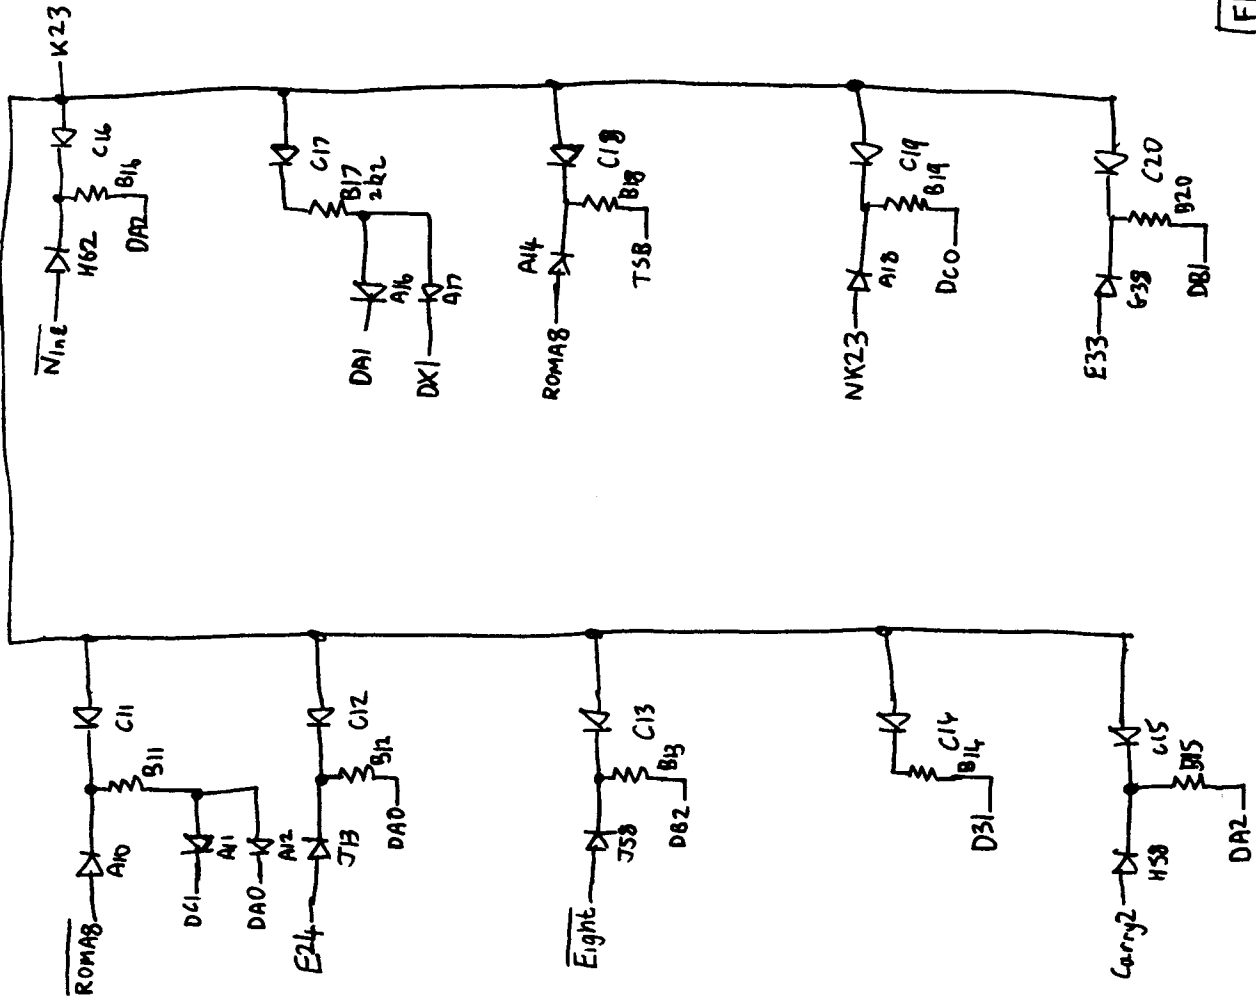 K23
C16
B16
DA2
H62
Nine
C17
B17
2k2
A16
A17
DA1
DX1
C18
B18
TSB
A14
ROMA8
C19
B19
DC0
A18
NK23
C20
B20
DB1
G38
E33
C11
B11
A10
ROMA8
A11
A12
DC1
DA0
C12
B12
DA0
J13
E24
C13
B13
DB2
J58
Eight
C14
B14
D31
C15
B15
DA2
H58
Carry2